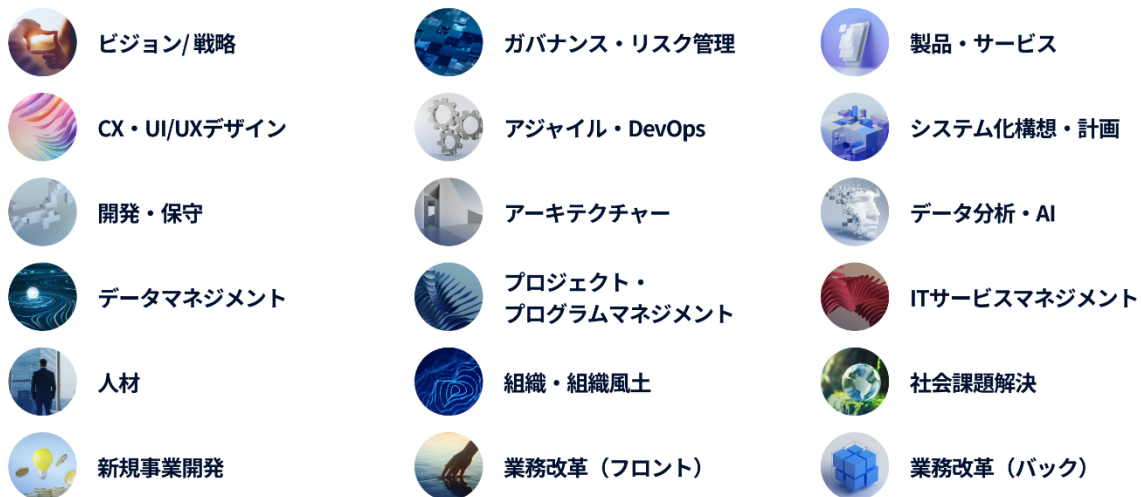 ビジョン/ 戦略
ガバナンス・リスク管理
製品・サービス
CX・UI/UXデザイン
アジャイル・DevOps
システム化構想・計画
開発・保守
アーキテクチャー
データ分析・AI
データマネジメント
プロジェクト・
プログラムマネジメント
ITサービスマネジメント
人材
組織・組織風土
社会課題解決
新規事業開発
業務改革（フロント）
業務改革（バック）